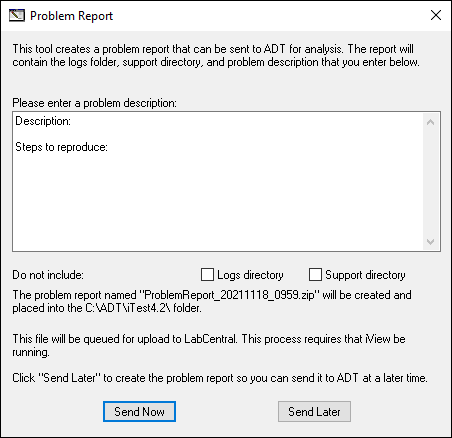 Problem Report
This tool creates a problem report that can be sent to ADT for analysis. The report will
contain the logs folder, support directory, and problem description that you enter below.
Please enter a problem description:
Description:
Steps to reproduce:
Do not include:
Logs directory
Support directory
The problem report named "ProblemReport_20211118_0959.zip" will be created and
placed into the C:\ADT\iTest4.2\ folder.
This file will be queued for upload to LabCentral. This process requires that iView be
running.
Click "Send Later" to create the problem report so you can send it to ADT at a later time.
Send Now
Send Later